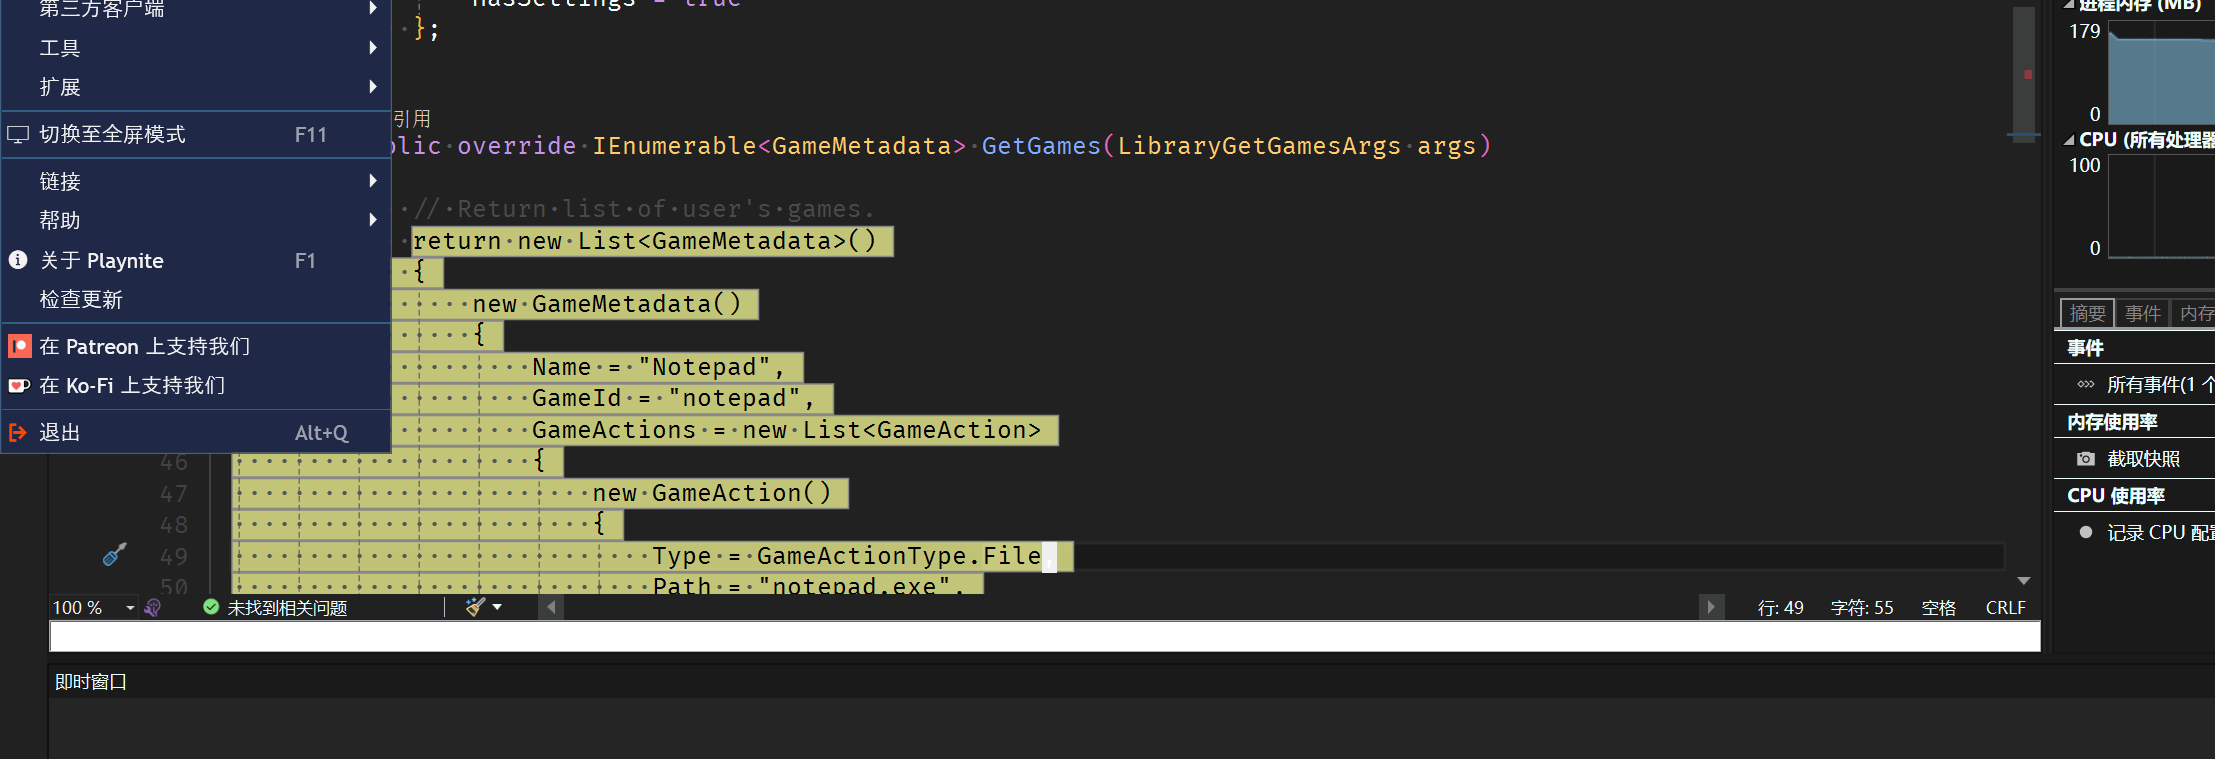 第三方客户端
工具
扩展
切换至全屏模式 F11
链接
帮助
关于 Playnite F1
检查更新
在 Patreon 上支持我们
在 Ko-Fi 上支持我们
退出 Alt+Q
HasSettings = true
};
引用
blic override IEnumerable<GameMetadata> GetGames(LibraryGetGamesArgs args)
// Return list of user's games.
return new List<GameMetadata>()
{
new GameMetadata()
{
Name = "Notepad",
GameId = "notepad",
GameActions = new List<GameAction>
46 {
47 new GameAction()
48 {
49 Type = GameActionType.File,
50 Path = "notepad.exe",
100 % 未找到相关问题 行: 49 字符: 55 空格 CRLF
即时窗口
进程内存 (MB)
179
0
CPU (所有处理器
100
0
摘要 事件 内存
事件
所有事件(1 个
内存使用率
截取快照
CPU 使用率
记录 CPU 配置